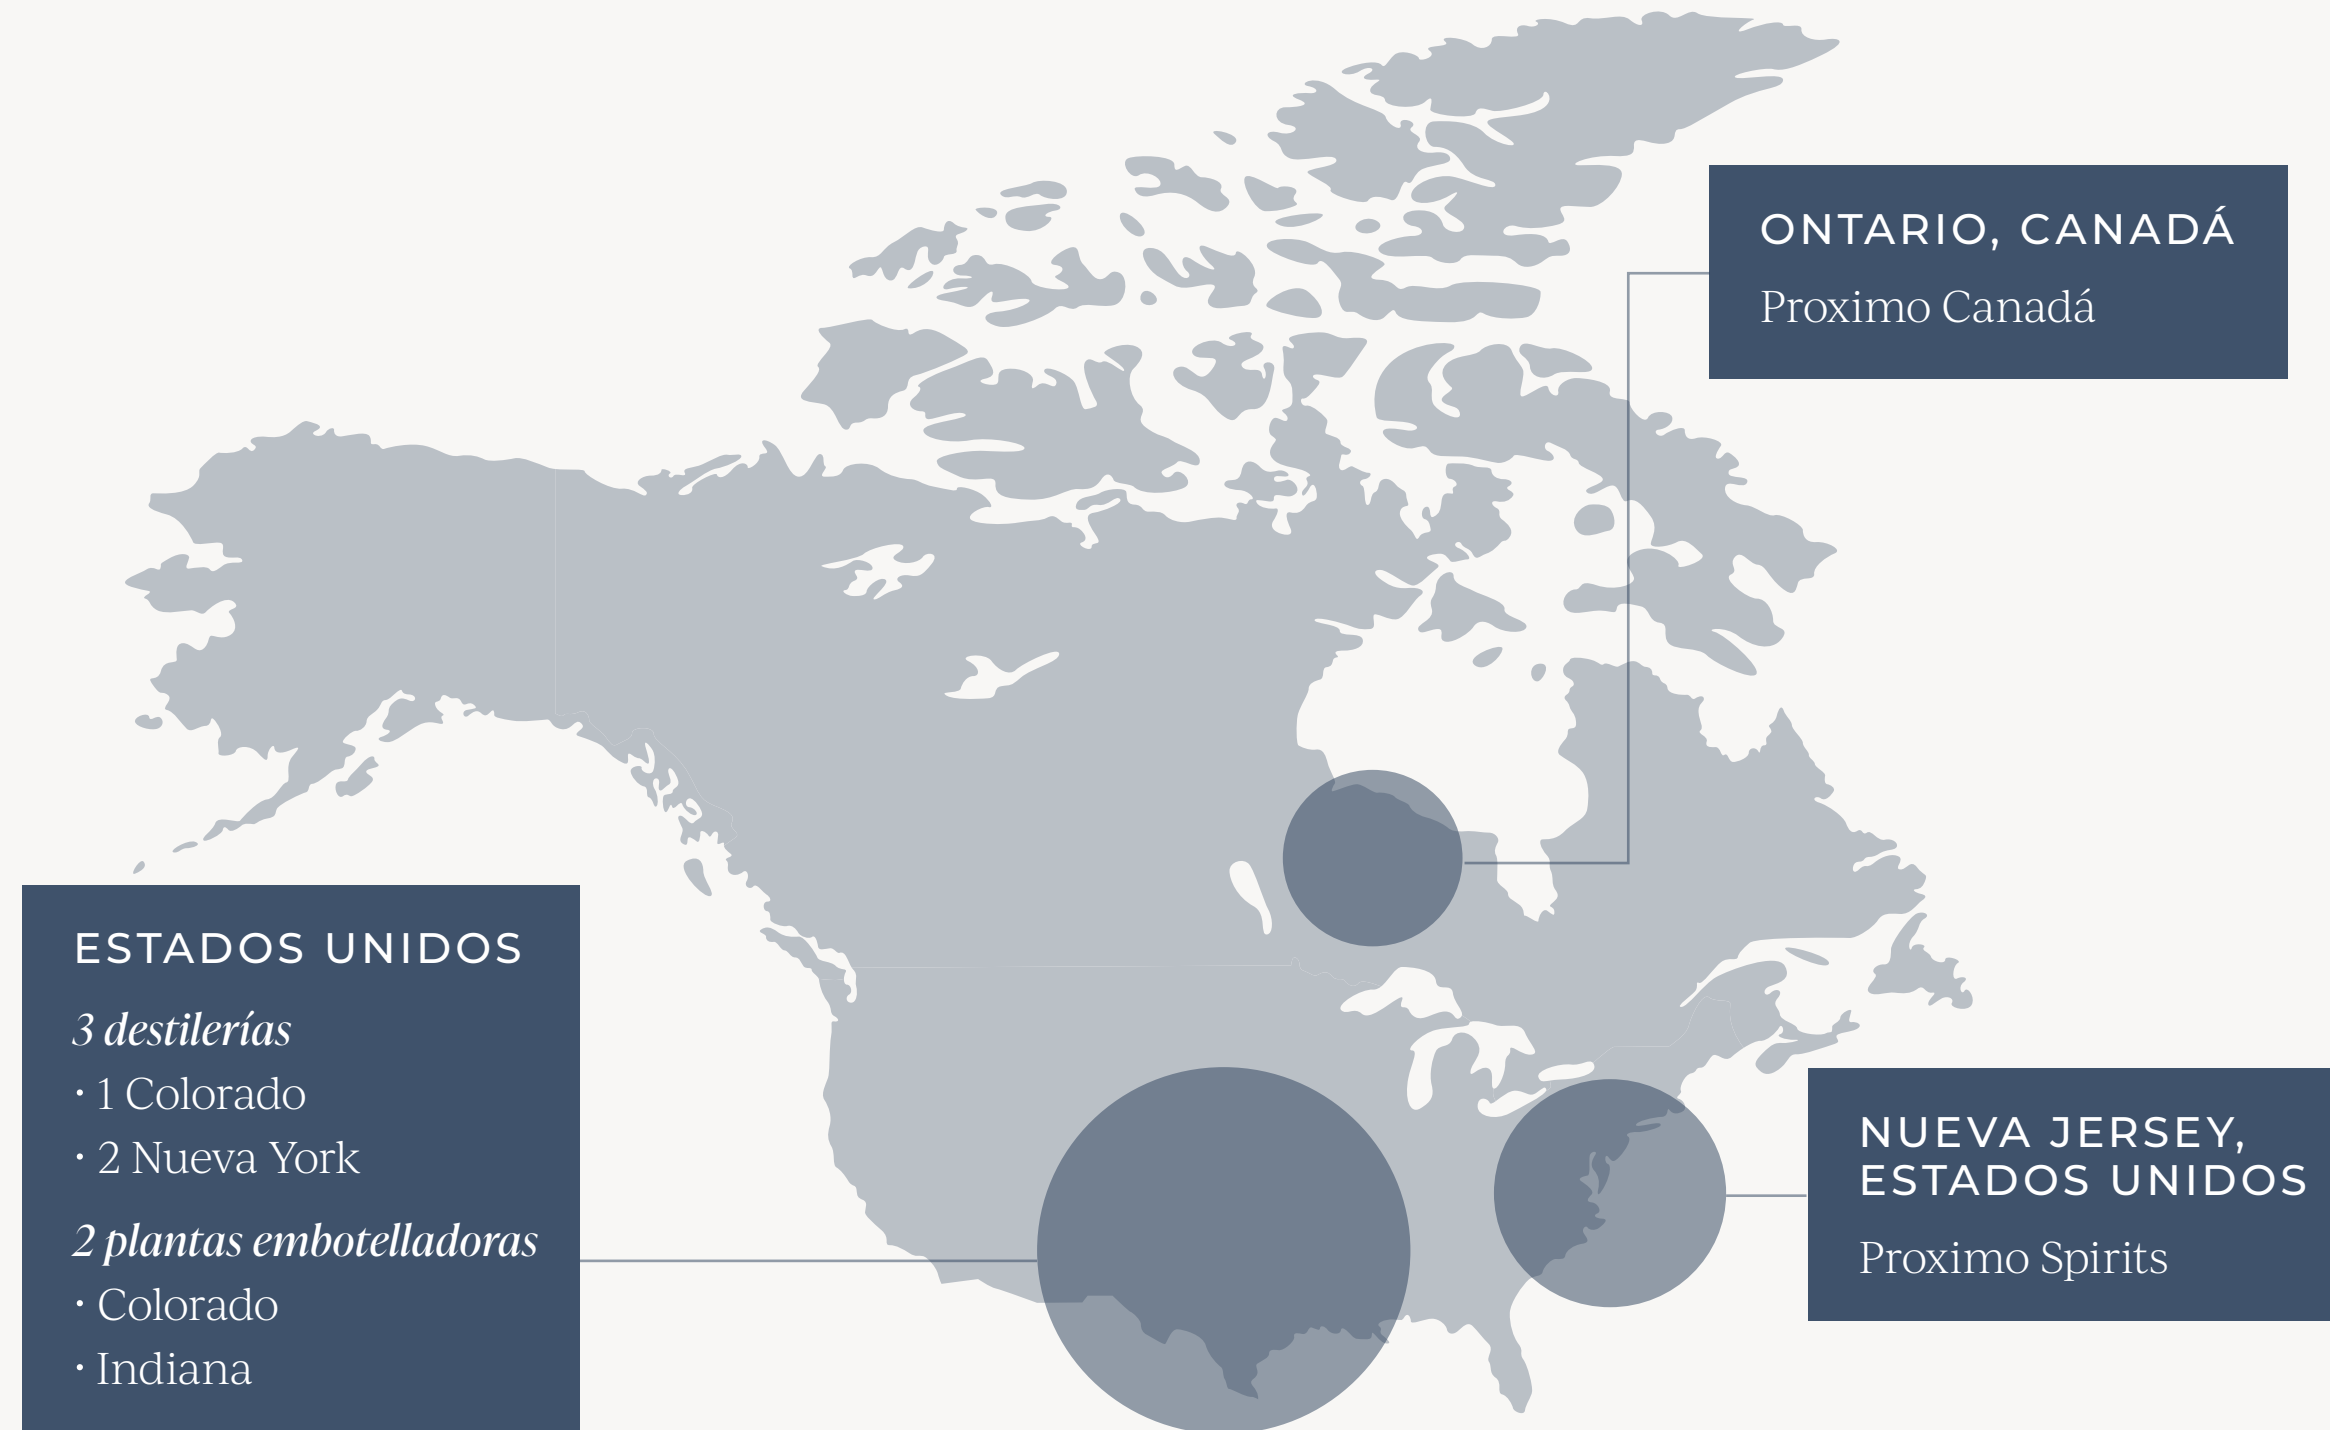 ONTARIO, CANADÁ
Proximo Canadá
ESTADOS UNIDOS
3 destilerías
· 1 Colorado
· 2 Nueva York
2 plantas embotelladoras
· Colorado
· Indiana
NUEVA JERSEY,
ESTADOS UNIDOS
Proximo Spirits